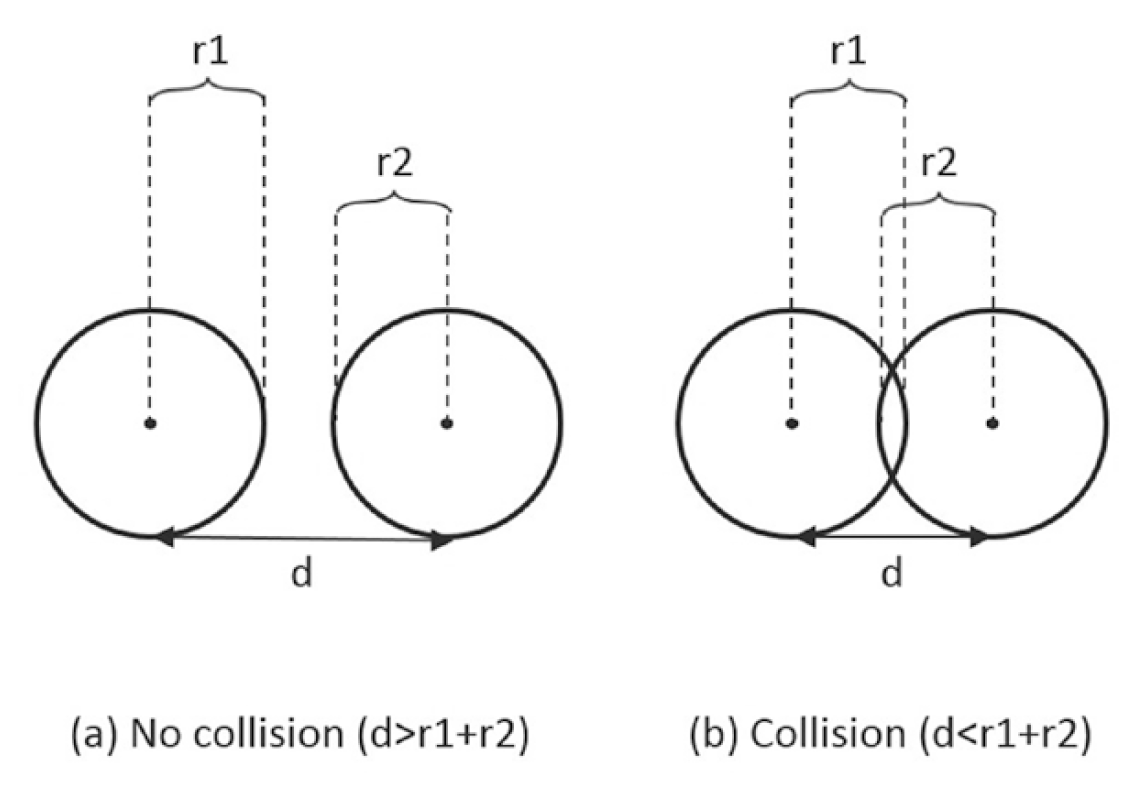 r1
r2
d
(a) No collision (d>r1+r2)
r1
r2
d
(b) Collision (d<r1+r2)